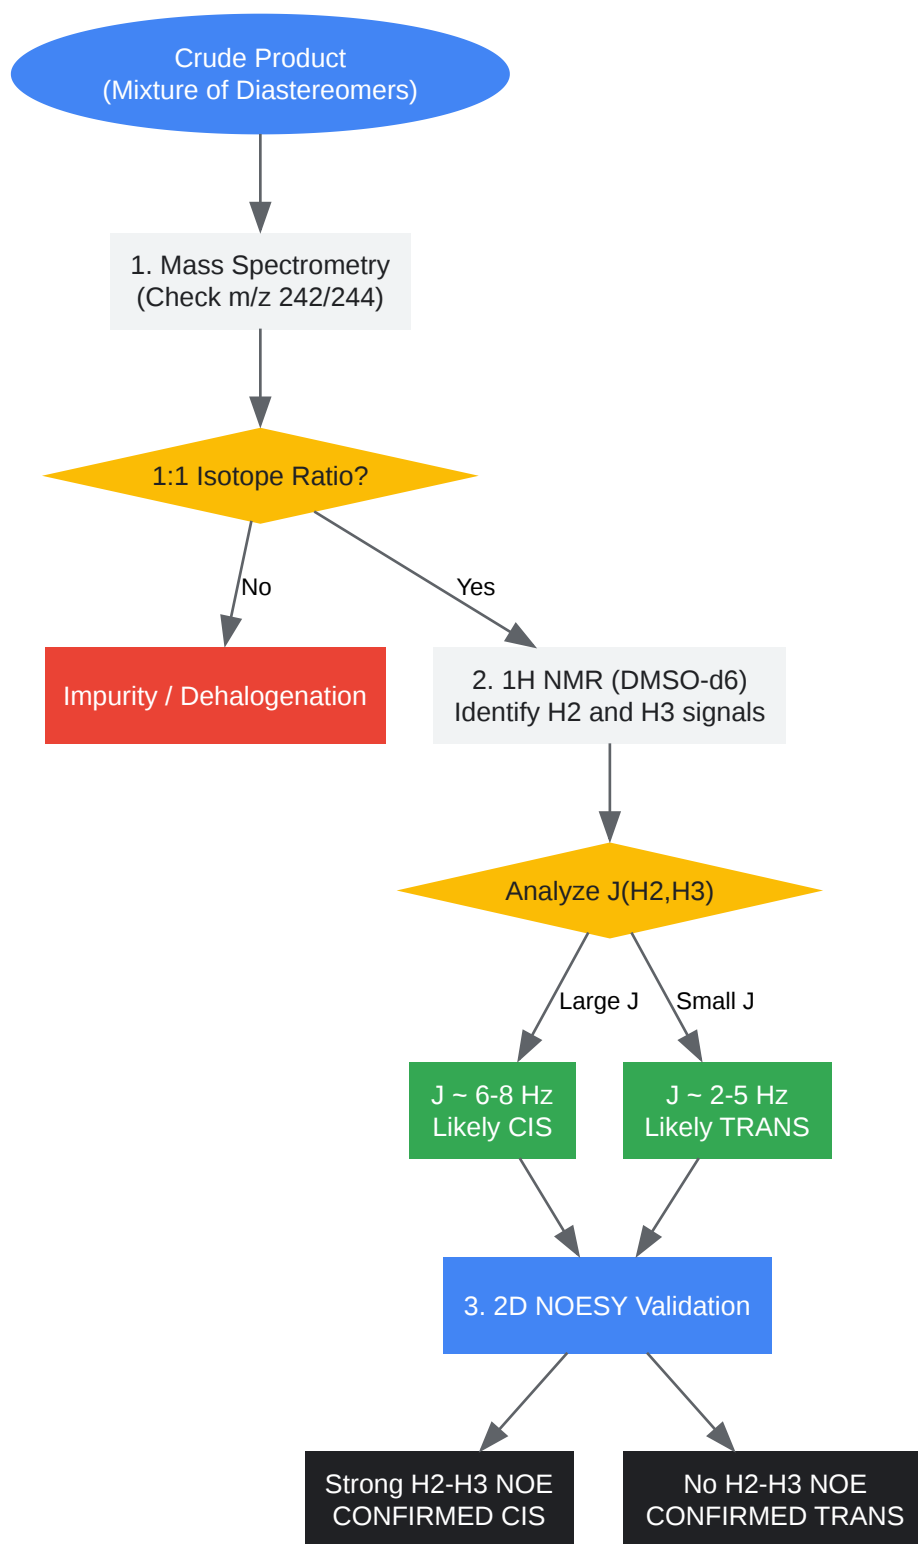 Crude Product
(Mixture of Diastereomers)
1. Mass Spectrometry
(Check m/z 242/244)
1:1 Isotope Ratio?
No
Yes
Impurity / Dehalogenation
2. 1H NMR (DMSO-d6)
Identify H2 and H3 signals
Analyze J(H2,H3)
Large J
Small J
J ~ 6-8 Hz
Likely CIS
J ~ 2-5 Hz
Likely TRANS
3. 2D NOESY Validation
Strong H2-H3 NOE
CONFIRMED CIS
No H2-H3 NOE
CONFIRMED TRANS